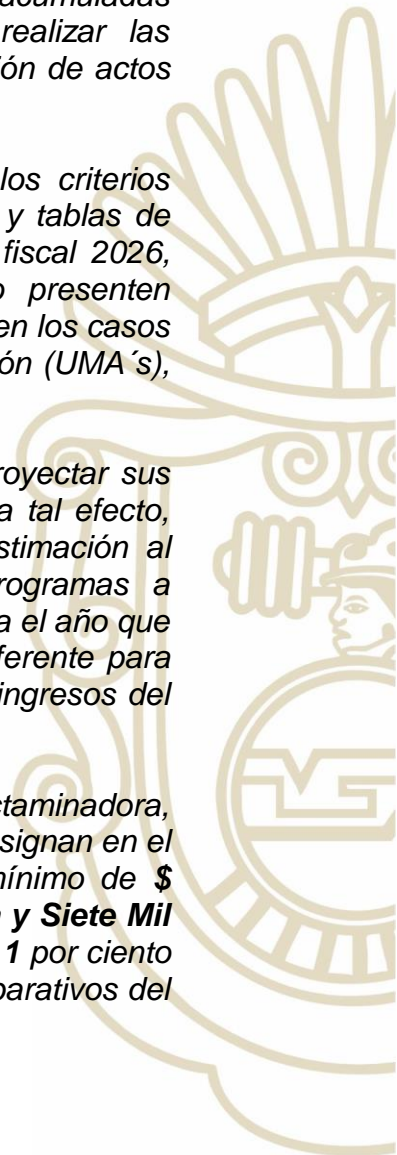 acumuladas
realizar las
ión de actos
los criterios
y tablas de
fiscal 2026,
presenten
en los casos
ión (UMA´s),
royectar sus
a tal efecto,
stimación al
rogramas a
a el año que
ferente para
ingresos del
ctaminadora,
signan en el
mínimo de $
y Siete Mil
1 por ciento
parativos del